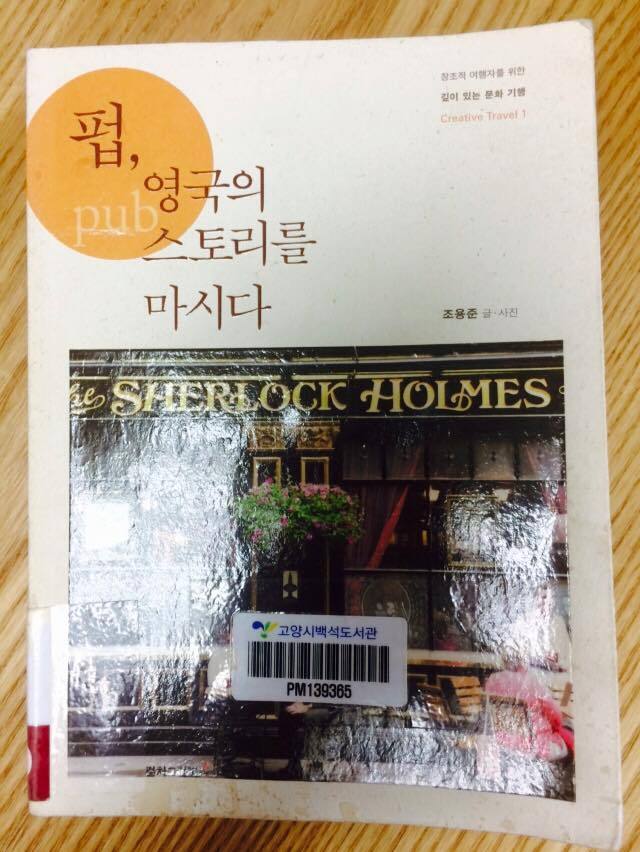 창조적 여행자를 위한
깊이 있는 문화 기행
Creative Travel 1
펍,
pub
영국의
스토리를
마시다
조용준 글·사진
The SHERLOCK HOLMES
고양시백석도서관
PM139365